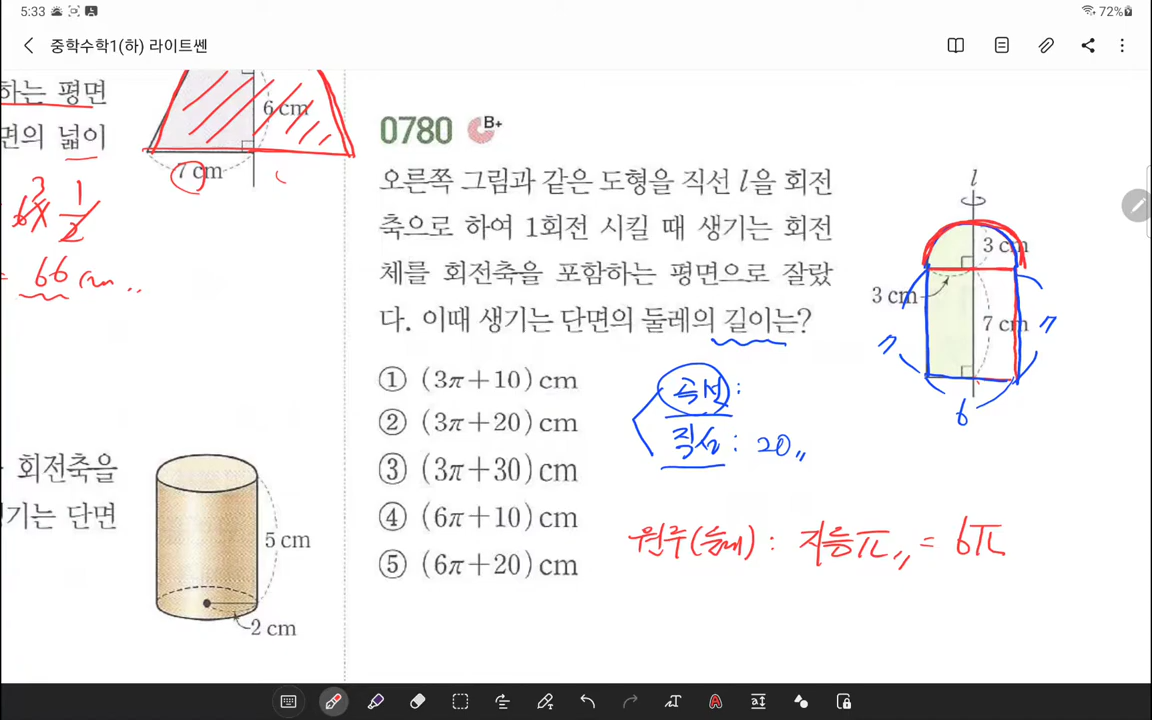 5:33
72%
중학수학1(하) 라이트쎈
하는 평면
면의 넓이
6 cm
7 cm
= 66 cm
회전축을
기는 단면
5 cm
2 cm
0780 B+
오른쪽 그림과 같은 도형을 직선 l을 회전
축으로 하여 1회전 시킬 때 생기는 회전
체를 회전축을 포함하는 평면으로 잘랐
다. 이때 생기는 단면의 둘레의 길이는?
① (3π+10) cm
② (3π+20) cm
③ (3π+30) cm
④ (6π+10) cm
⑤ (6π+20) cm
l
3 cm
3 cm
7 cm
7
7
6
곡선 :
직선 : 20
원주(둘레) : 지름π = 6π